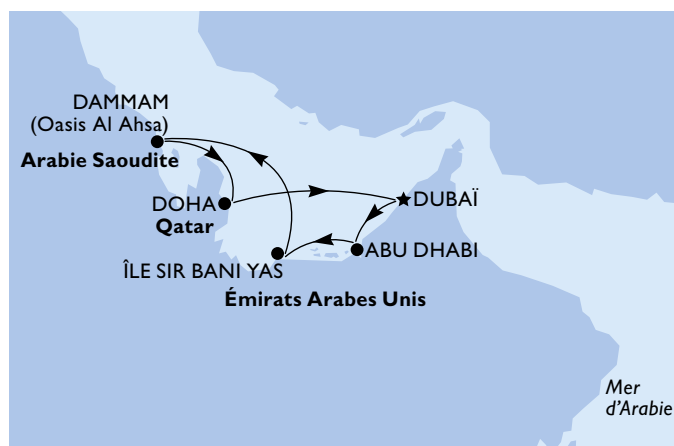 DAMMAM
(Oasis Al Ahsa)
Arabie Saoudite
DOHA
Qatar
DUBAÏ
ABU DHABI
ÎLE SIR BANI YAS
Émirats Arabes Unis
Mer
d'Arabie